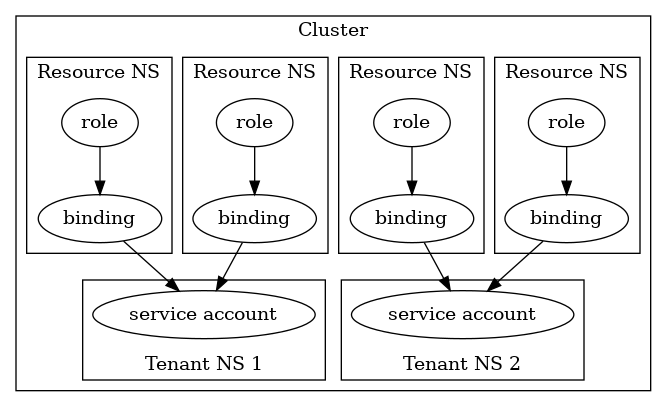 Cluster
Resource NS Resource NS Resource NS Resource NS
role role role role
binding binding binding binding
service account service account
Tenant NS 1 Tenant NS 2